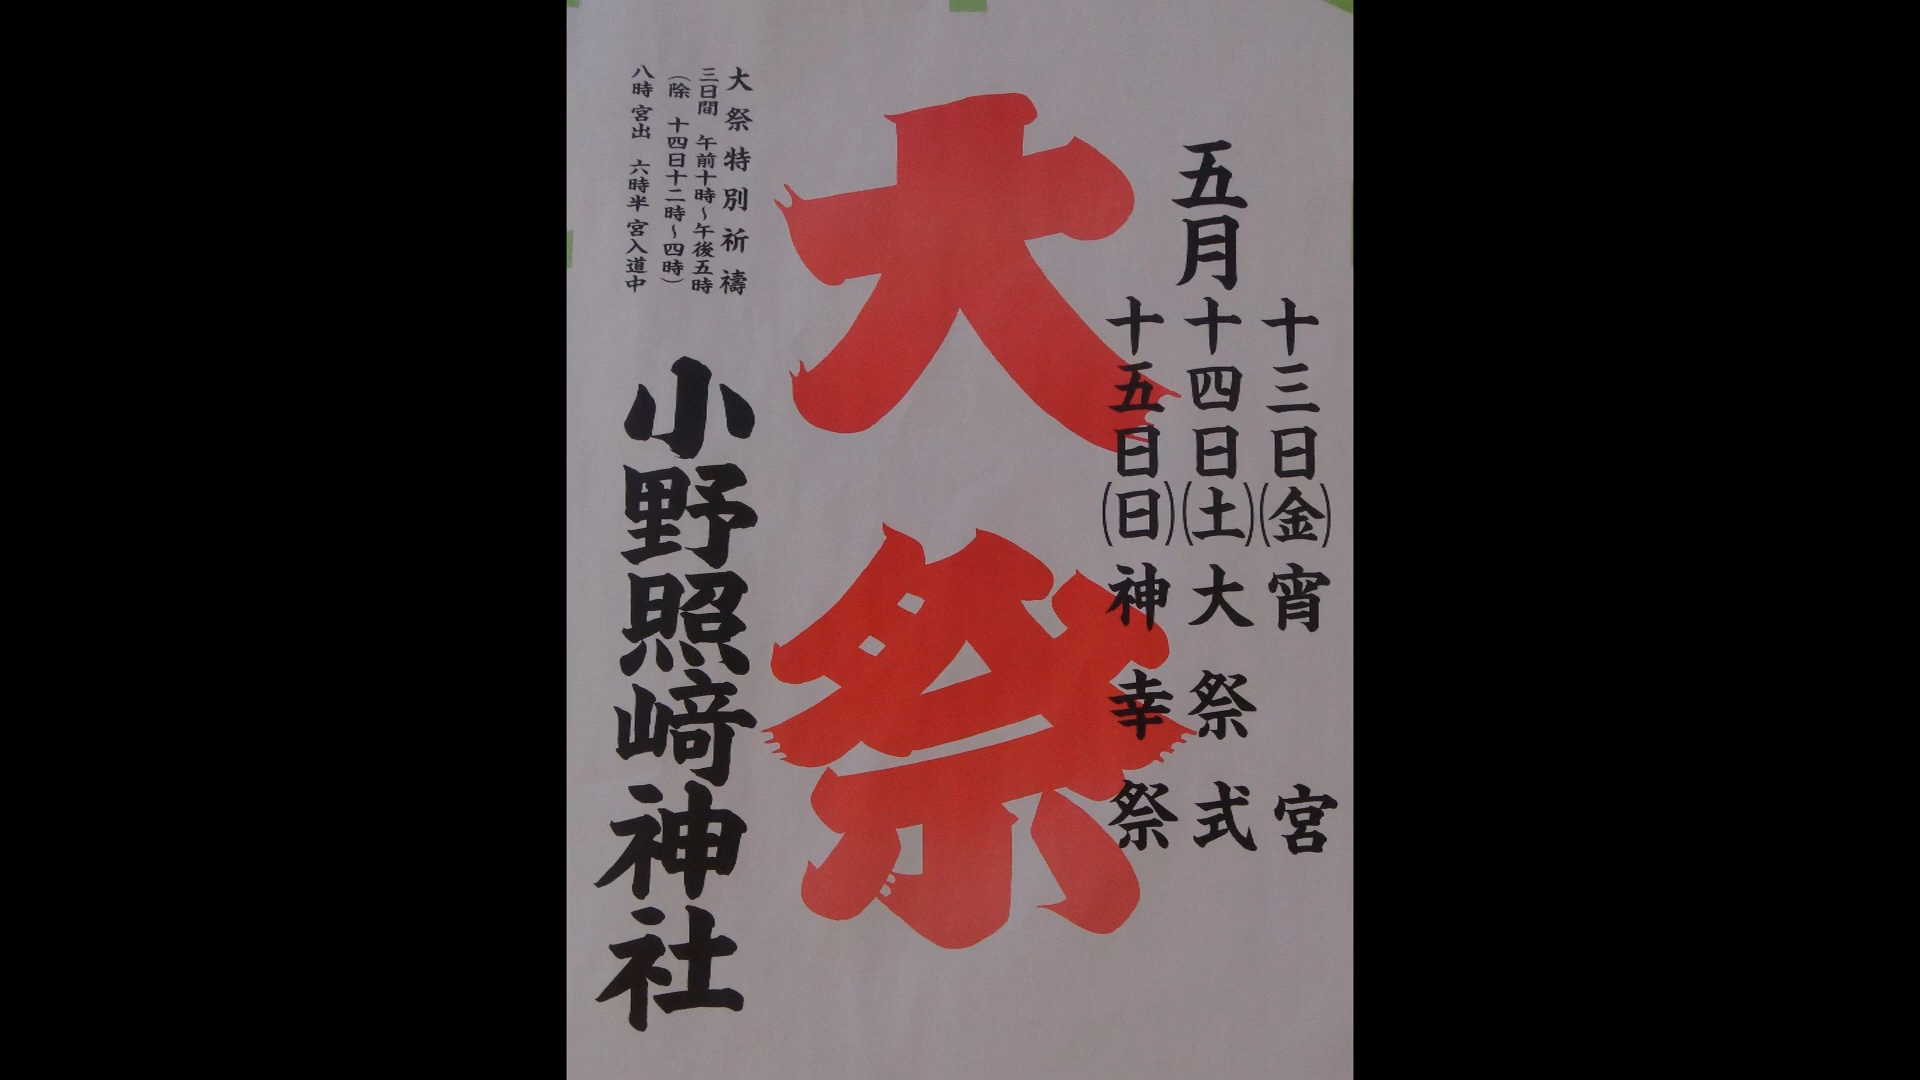 五月
十三日(金)宵宮
十四日(土)大祭式
十五日(日)神幸祭
大祭
大祭特別祈禱
三日間 午前十時~午後五時
(除 十四日十二時~四時)
八時宮出 六時半宮入道中
小野照﨑神社